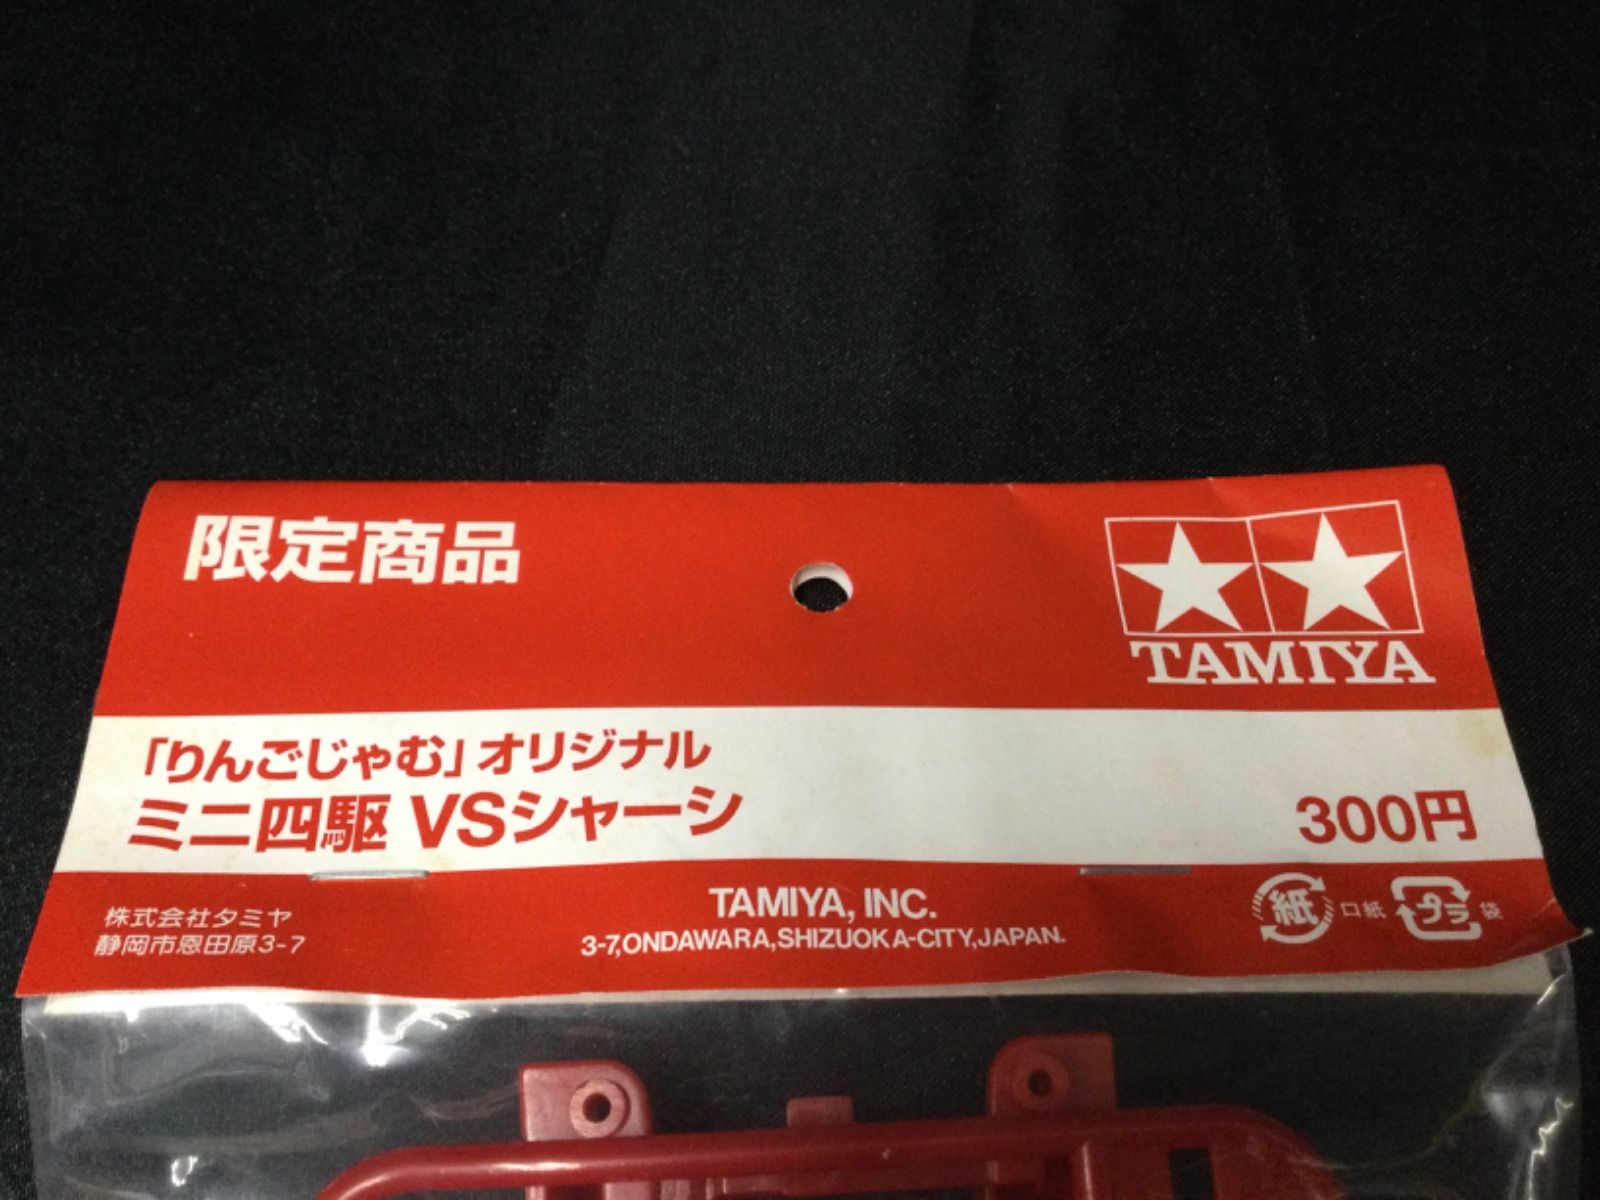 限定商品
TAMIYA
「りんごじゃむ」オリジナル
ミニ四駆 VSシャーシ
300円
株式会社タミヤ
静岡市恩田原3-7
TAMIYA, INC.
3-7,ONDAWARA,SHIZUOKA-CITY,JAPAN.
紙 口紙
プラ 袋